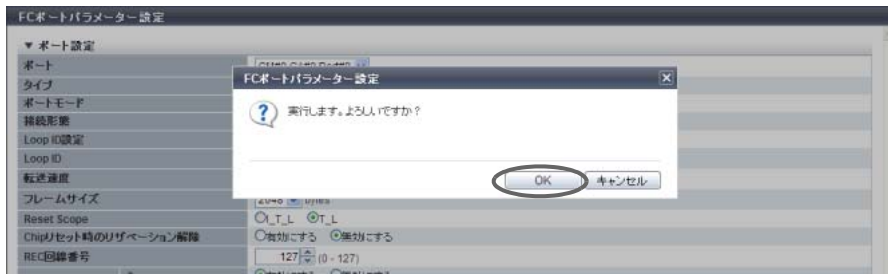 FCポートパラメーター設定
▼ ポート設定
ポート
タイプ
ポートモード
接続形態
Loop ID設定
Loop ID
転送速度
フレームサイズ 2048 bytes
Reset Scope I_T_L T_L
Chipリセット時のリザベーション解除 有効にする 無効にする
REC回線番号 127 (0 - 127)
FCポートパラメーター設定
実行します。よろしいですか?
OK キャンセル